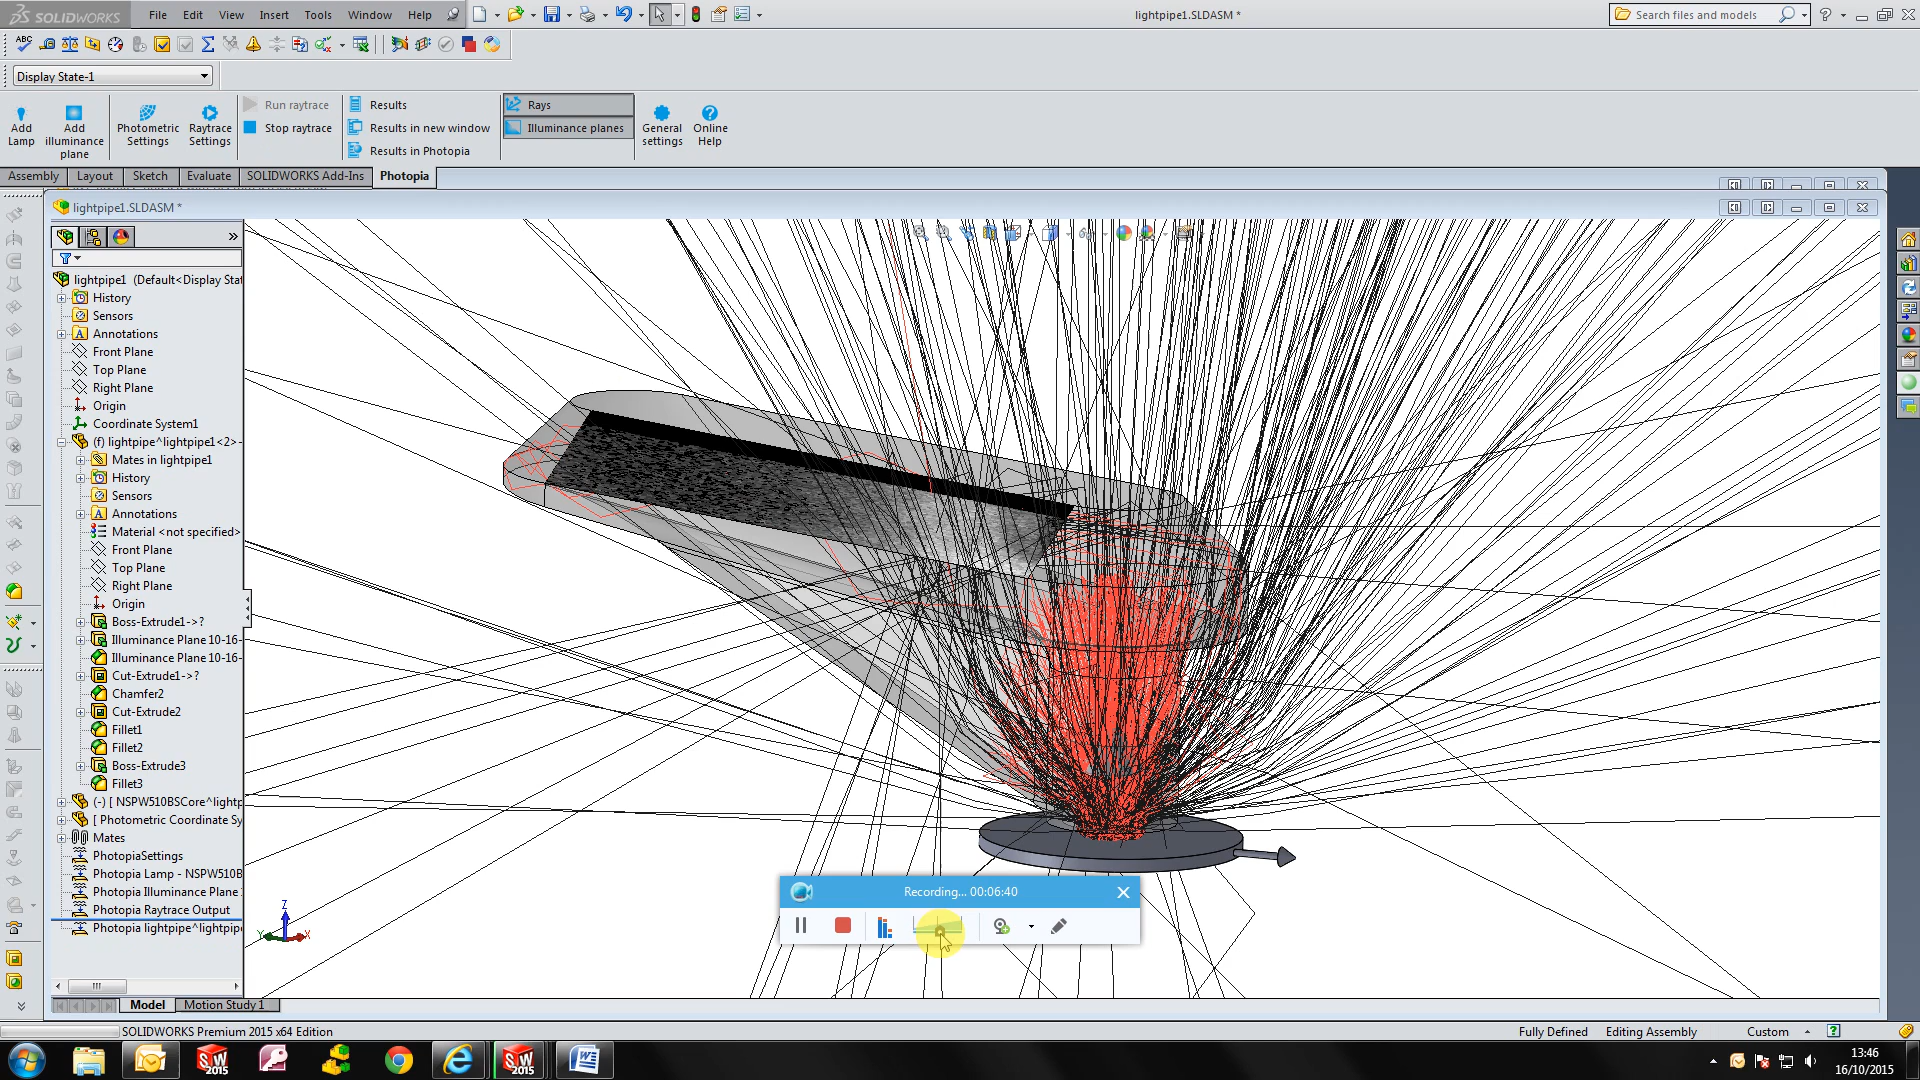 SOLIDWORKS File Edit View Insert Tools Window Help lightpipe1.SLDASM * Search files and models
ABC
Display State-1
Add Lamp
Add illuminance plane
Photometric Settings
Raytrace Settings
Run raytrace
Stop raytrace
Results
Results in new window
Results in Photopia
Rays
Illuminance planes
General settings
Online Help
Assembly Layout Sketch Evaluate SOLIDWORKS Add-Ins Photopia
lightpipe1.SLDASM *
lightpipe1 (Default<Display Stat
History
Sensors
Annotations
Front Plane
Top Plane
Right Plane
Origin
Coordinate System1
(f) lightpipe^lightpipe1<2>-
Mates in lightpipe1
History
Sensors
Annotations
Material <not specified>
Front Plane
Top Plane
Right Plane
Origin
Boss-Extrude1->?
Illuminance Plane 10-16-
Illuminance Plane 10-16-
Cut-Extrude1->?
Chamfer2
Cut-Extrude2
Fillet1
Fillet2
Boss-Extrude3
Fillet3
(-) [ NSPW510BSCore^lightp
[ Photometric Coordinate Sy
Mates
PhotopiaSettings
Photopia Lamp - NSPW510B
Photopia Illuminance Plane
Photopia Raytrace Output
Photopia lightpipe^lightpipe
Z
Y X
Recording... 00:06:40
Model Motion Study 1
SOLIDWORKS Premium 2015 x64 Edition Fully Defined Editing Assembly Custom
SW 2015 SW 2015 W
13:46
16/10/2015